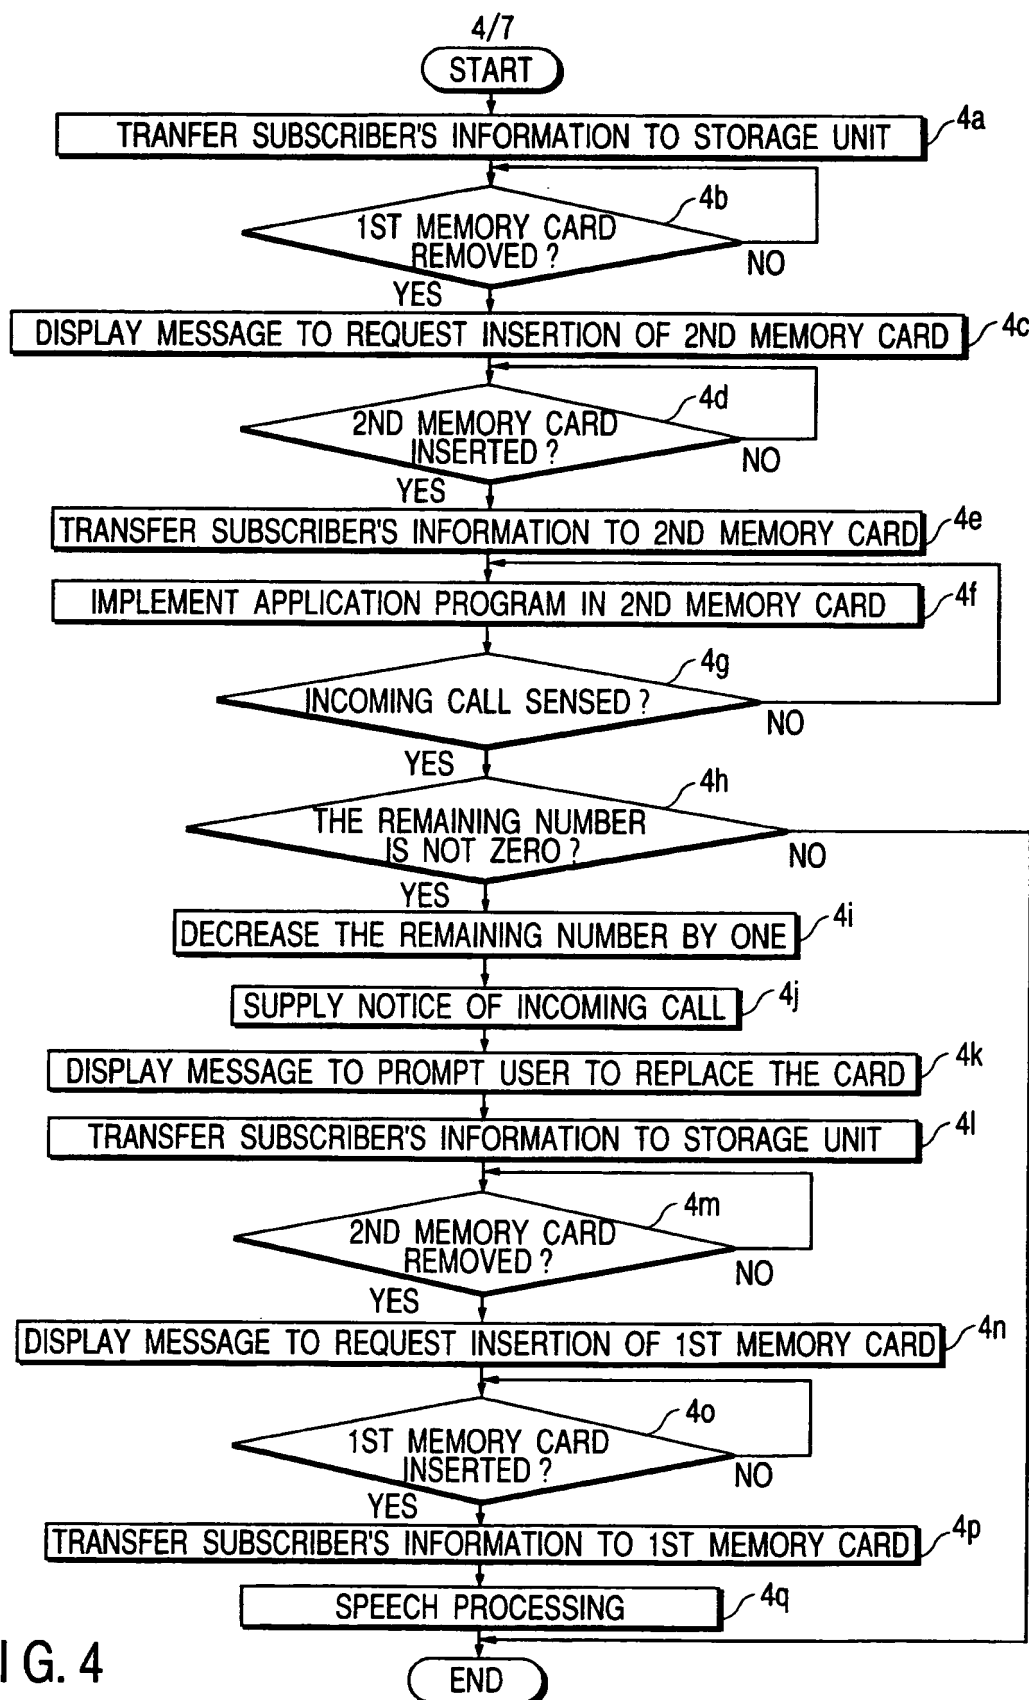 4/7
START
TRANFER SUBSCRIBER'S INFORMATION TO STORAGE UNIT
4a
1ST MEMORY CARD
REMOVED ?
4b
NO
YES
DISPLAY MESSAGE TO REQUEST INSERTION OF 2ND MEMORY CARD
4c
2ND MEMORY CARD
INSERTED ?
4d
NO
YES
TRANSFER SUBSCRIBER'S INFORMATION TO 2ND MEMORY CARD
4e
IMPLEMENT APPLICATION PROGRAM IN 2ND MEMORY CARD
4f
INCOMING CALL SENSED ?
4g
NO
YES
THE REMAINING NUMBER
IS NOT ZERO ?
4h
NO
YES
DECREASE THE REMAINING NUMBER BY ONE
4i
SUPPLY NOTICE OF INCOMING CALL
4j
DISPLAY MESSAGE TO PROMPT USER TO REPLACE THE CARD
4k
TRANSFER SUBSCRIBER'S INFORMATION TO STORAGE UNIT
4l
2ND MEMORY CARD
REMOVED ?
4m
NO
YES
DISPLAY MESSAGE TO REQUEST INSERTION OF 1ST MEMORY CARD
4n
1ST MEMORY CARD
INSERTED ?
4o
NO
YES
TRANSFER SUBSCRIBER'S INFORMATION TO 1ST MEMORY CARD
4p
SPEECH PROCESSING
4q
END
IG. 4